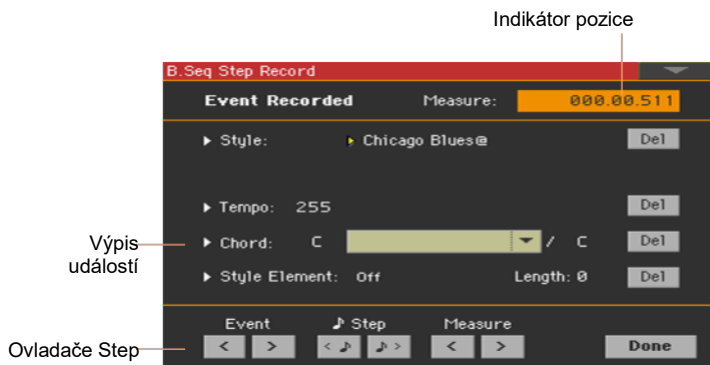 Indikátor pozice
B.Seq Step Record
Event Recorded Measure: 000.00.511
Style: Chicago Blues@ Del
Tempo: 255 Del
Výpis
událostí
Chord: C / C Del
Style Element: Off Length: 0 Del
Event ♪ Step Measure
Ovladače Step
< > < ♪ ♪ > < > Done